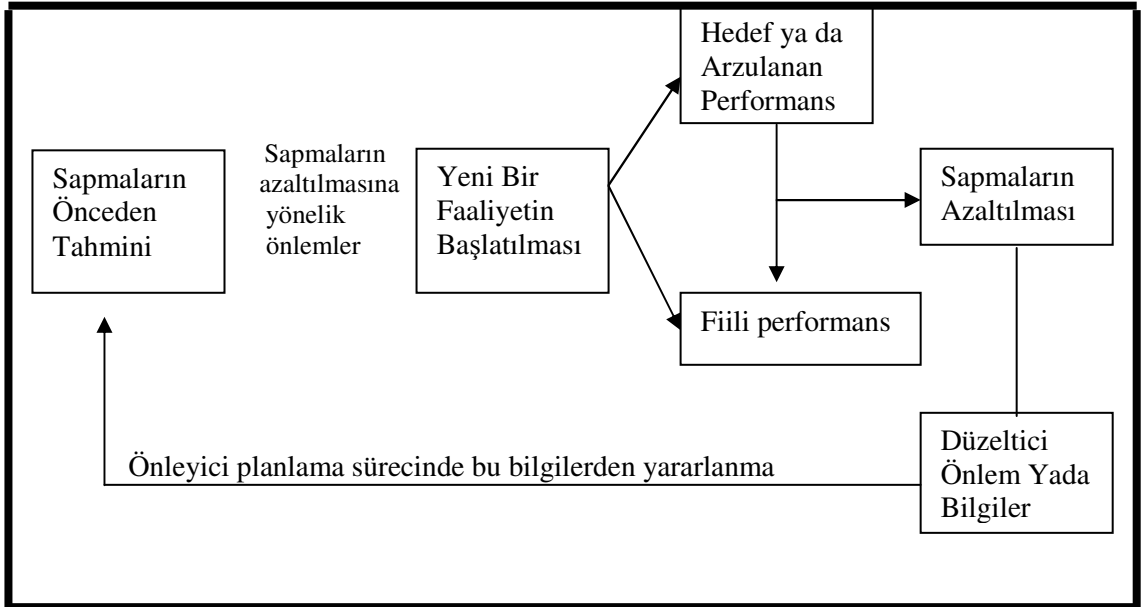 Hedef ya da
Arzulanan
Performans
Sapmaların
Önceden
Tahmini
Sapmaların
azaltılmasına
yönelik
önlemler
Yeni Bir
Faaliyetin
Başlatılması
Sapmaların
Azaltılması
Fiili performans
Düzeltici
Önlem Yada
Bilgiler
Önleyici planlama sürecinde bu bilgilerden yararlanma